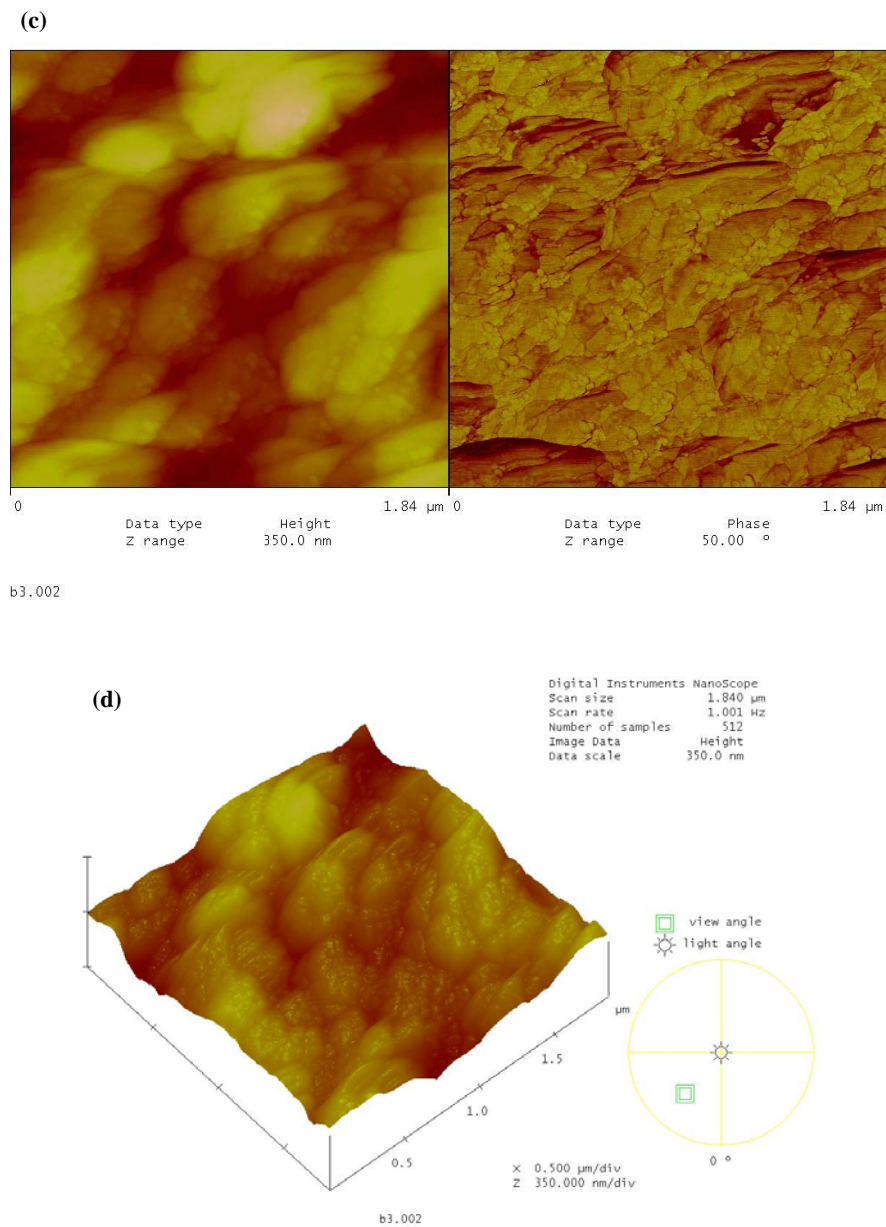 (c)
0 1.84 µm 0 1.84 µm
Data type Height Data type Phase
Z range 350.0 nm Z range 50.00 º
b3.002
(d)
Digital Instruments NanoScope
Scan size 1.840 µm
Scan rate 1.001 Hz
Number of samples 512
Image Data Height
Data scale 350.0 nm
view angle
light angle
µm
1.5
1.0
0.5
X 0.500 µm/div
Z 350.000 nm/div
0 º
b3.002